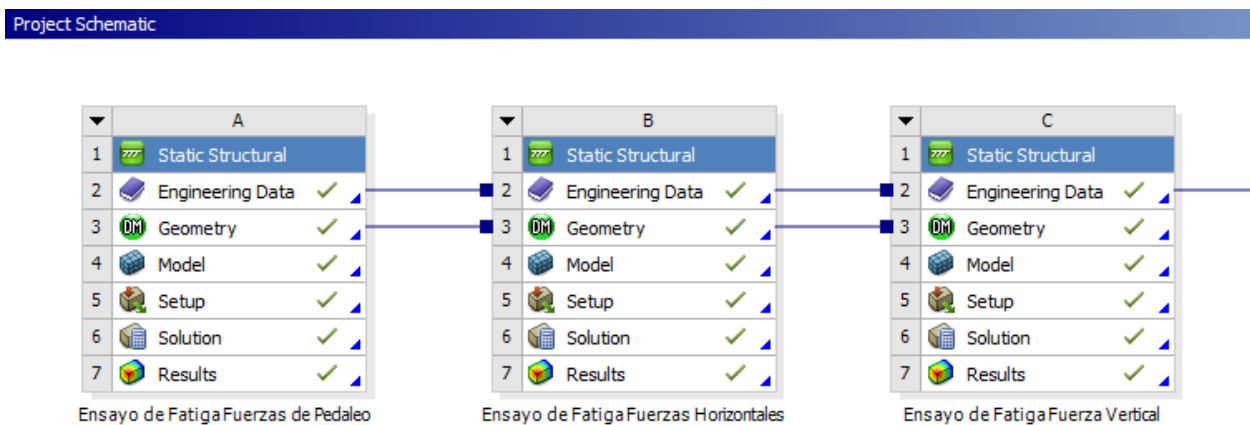 Project Schematic
A
1 Static Structural
2 Engineering Data
3 Geometry
4 Model
5 Setup
6 Solution
7 Results
Ensayo de Fatiga Fuerzas de Pedaleo
B
1 Static Structural
2 Engineering Data
3 Geometry
4 Model
5 Setup
6 Solution
7 Results
Ensayo de Fatiga Fuerzas Horizontales
C
1 Static Structural
2 Engineering Data
3 Geometry
4 Model
5 Setup
6 Solution
7 Results
Ensayo de Fatiga Fuerza Vertical